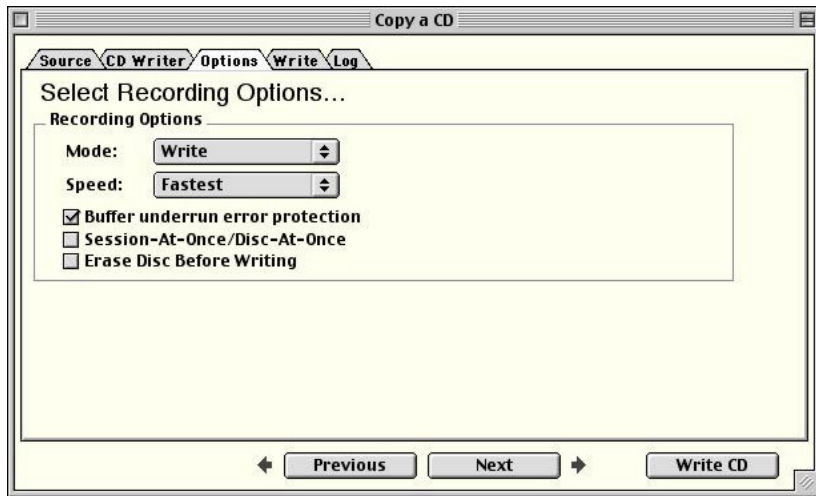 Copy a CD
Source CD Writer Options Write Log
Select Recording Options...
Recording Options
Mode: Write
Speed: Fastest
Buffer underrun error protection
Session-At-Once/Disc-At-Once
Erase Disc Before Writing
Previous Next Write CD